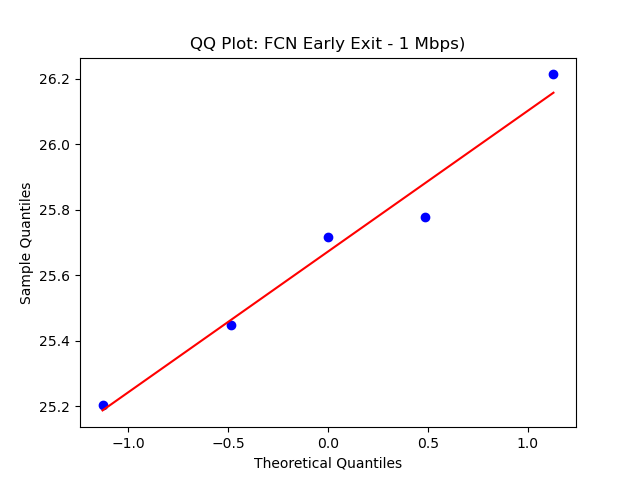 QQ Plot: FCN Early Exit - 1 Mbps)
26.2
26.0
25.8
25.6
25.4
25.2
Sample Quantiles
−1.0 −0.5 0.0 0.5 1.0
Theoretical Quantiles